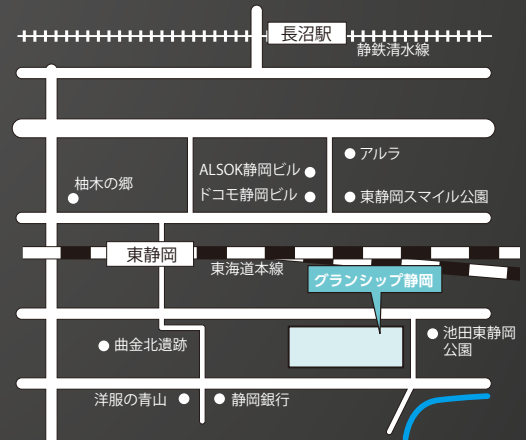 長沼駅
静鉄清水線
アルラ
ALSOK静岡ビル
柚木の郷
ドコモ静岡ビル
東静岡スマイル公園
東静岡
東海道本線
グランシップ静岡
曲金北遺跡
池田東静岡
公園
洋服の青山
静岡銀行